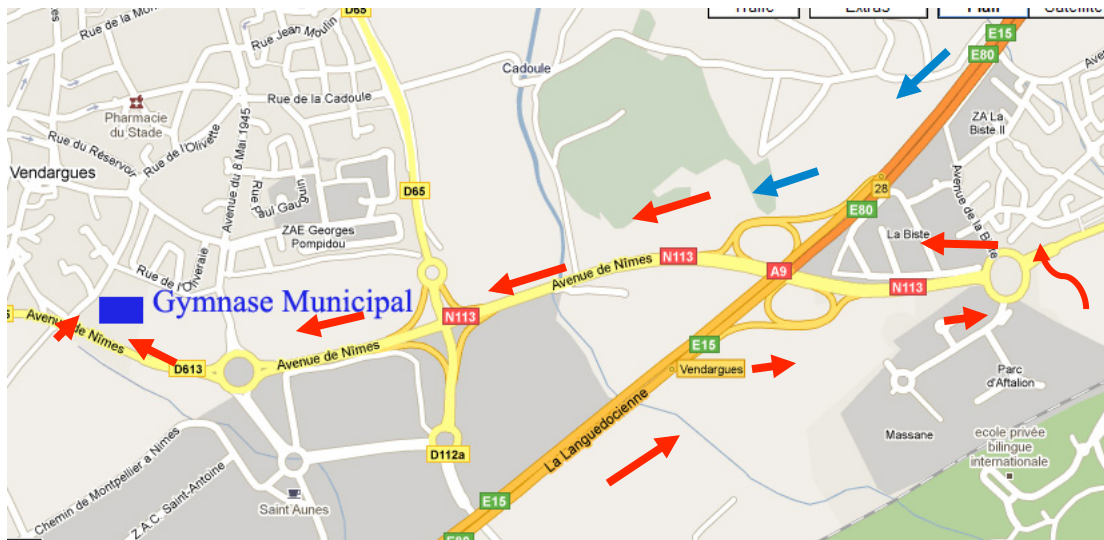 Trafic
Extras
Plan
Satellite
D65
E15
E80
Rue de la Mona
Rue Jean Moulin
Cadoule
Rue de la Cadoule
Pharmacie
du Stade
Rue de l'Olivette
Avenue du 8 Mai 1945
Rue du Réservoir
Vendargues
ZA La
Biste II
Avenue de la Biste
28
E80
La Biste
D65
Rue Paul Gauguin
ZAE Georges
Pompidou
Rue de l'Oliveraie
N113
Avenue de Nîmes
A9
N113
Gymnase Municipal
N113
Avenue de Nîmes
Avenue de Nîmes
D613
E15
Vendargues
Parc
d'Aftalion
Massane
La Languedocienne
ecole privée
bilingue
internationale
D112a
Chemin de Montpellier a Nimes
Z.A.C. Saint-Antoine
Saint Aunes
E15
E80